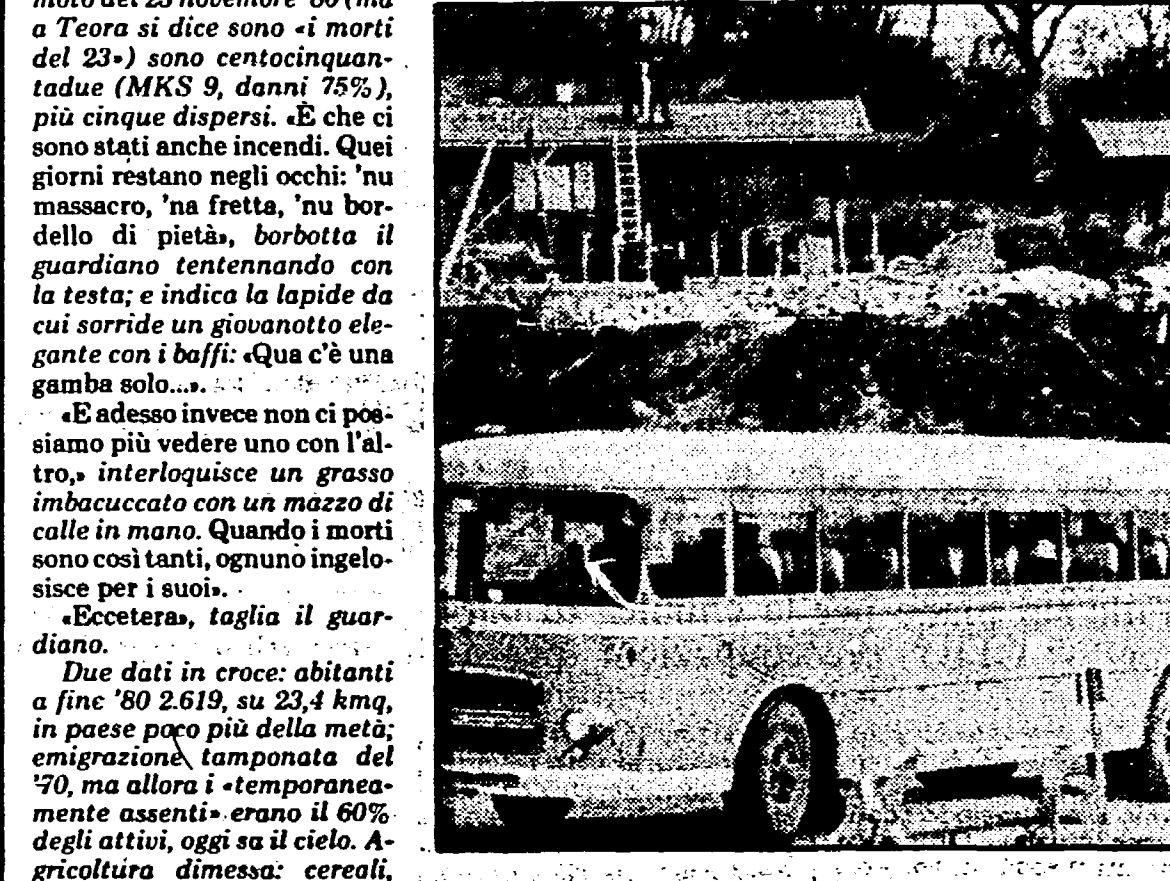 moto del 23 novembre '80 (ma
a Teora si dice sono «i morti
del 23») sono centocinquan-
tadue (MKS 9, danni 75%),
più cinque dispersi. «È che ci
sono stati anche incendi. Quei
giorni restano negli occhi: 'nu
massacro, 'na fretta, 'nu bor-
dello di pietà», borbotta il
guardiano tentennando con
la testa; e indica la lapide da
cui sorride un giovanotto ele-
gante con i baffi: «Qua c'è una
gamba solo...».
«E adesso invece non ci pos-
siamo più vedere uno con l'al-
tro,» interloquisce un grasso
imbacuccato con un mazzo di
calle in mano. Quando i morti
sono così tanti, ognuno ingelo-
sisce per i suoi».
«Eccetera», taglia il guar-
diano.
Due dati in croce: abitanti
a fine '80 2.619, su 23,4 kmq,
in paese poco più della metà;
emigrazione tamponata del
'70, ma allora i «temporanea-
mente assenti» erano il 60%
degli attivi, oggi sa il cielo. A-
gricoltura dimessa: cereali,